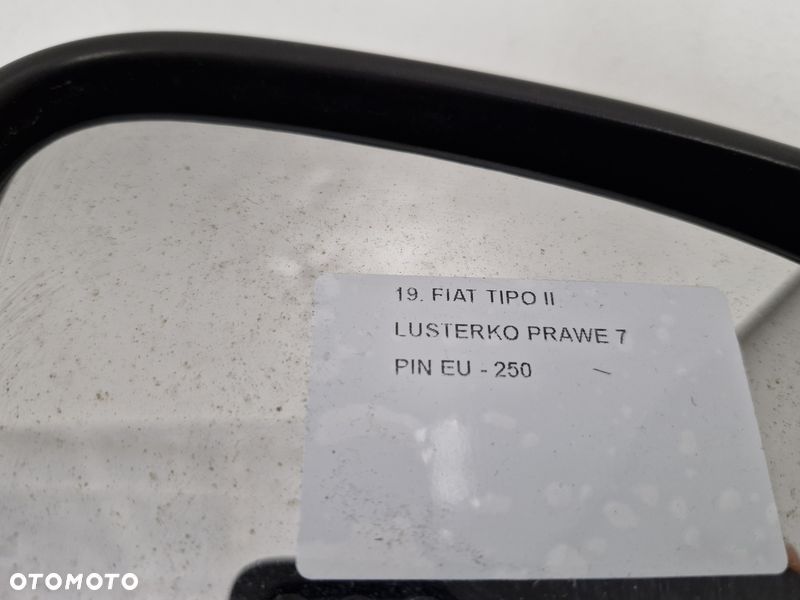 19. FIAT TIPO II
LUSTERKO PRAWE 7
PIN EU - 250
OTOMOTO